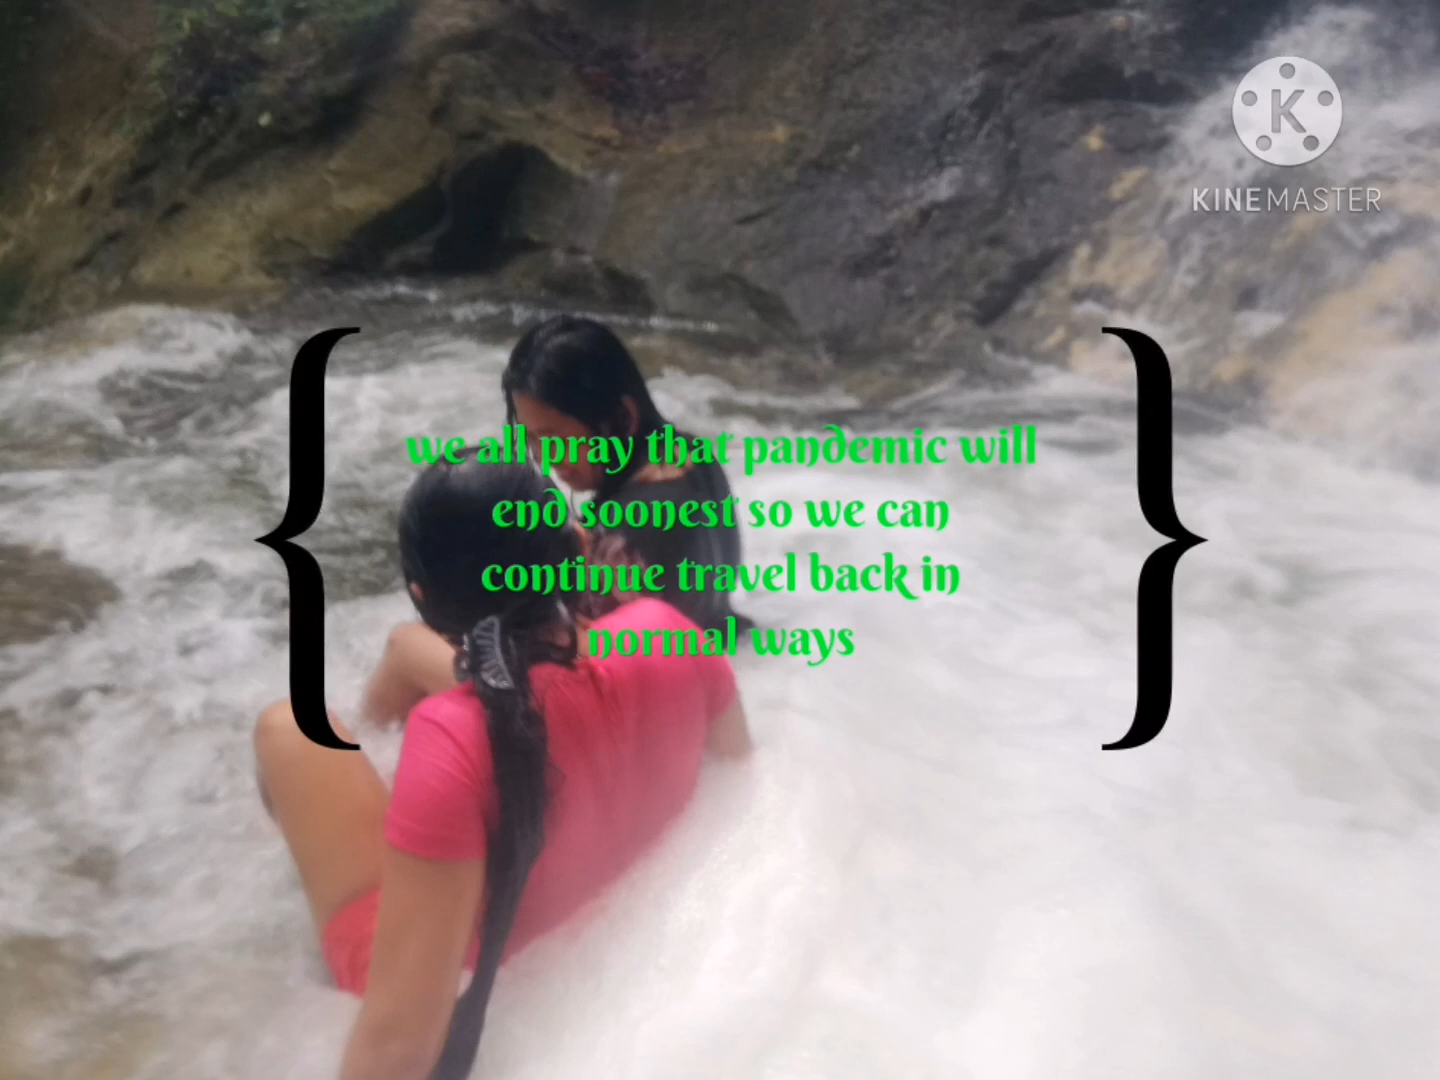 K
KINEMASTER
we all pray that pandemic will
end soonest so we can
continue travel back in
normal ways